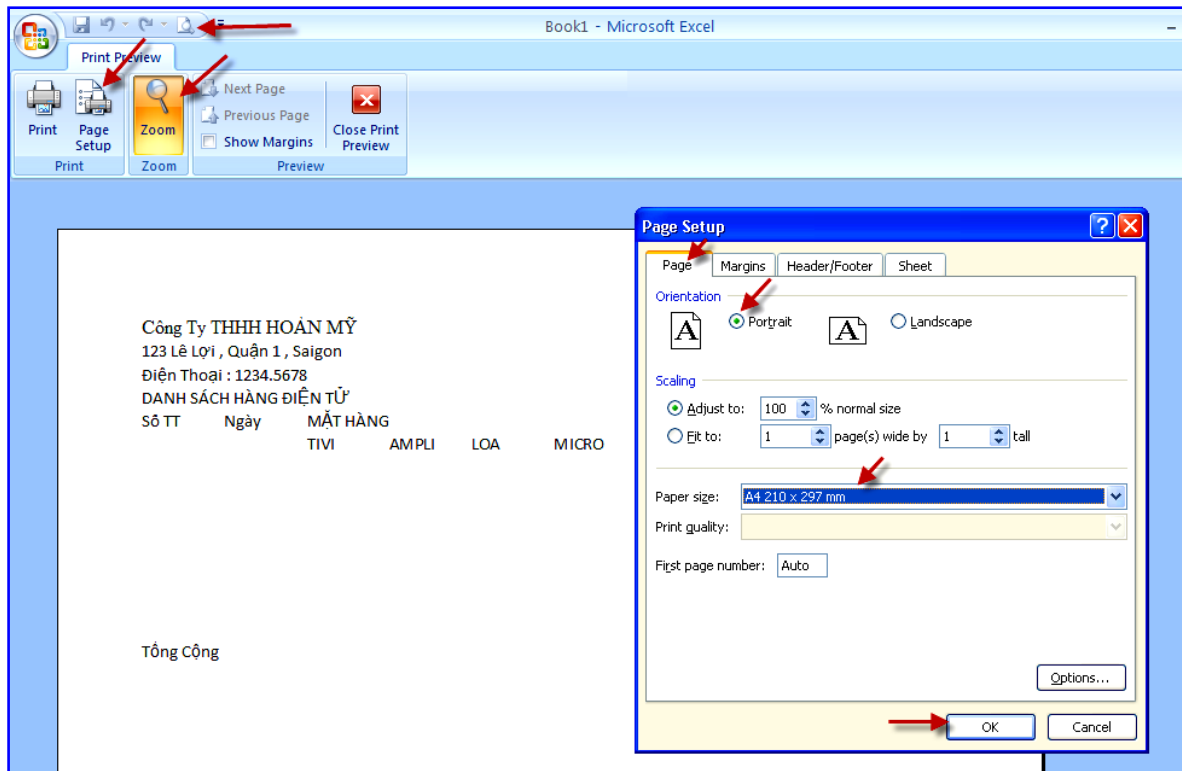 Book1 - Microsoft Excel
Print Preview
Print
Page
Setup
Zoom
Next Page
Previous Page
Show Margins
Close Print
Preview
Print
Zoom
Preview
Công Ty THHH HOÀN MỸ
123 Lê Lợi , Quận 1 , Saigon
Điện Thoại : 1234.5678
DANH SÁCH HÀNG ĐIỆN TỬ
Số TT Ngày MẶT HÀNG
TIVI AMPLI LOA MICRO
Tổng Cộng
Page Setup
Page Margins Header/Footer Sheet
Orientation
A Portrait A Landscape
Scaling
Adjust to: 100 % normal size
Fit to: 1 page(s) wide by 1 tall
Paper size: A4 210 x 297 mm
Print quality:
First page number: Auto
Options...
OK Cancel